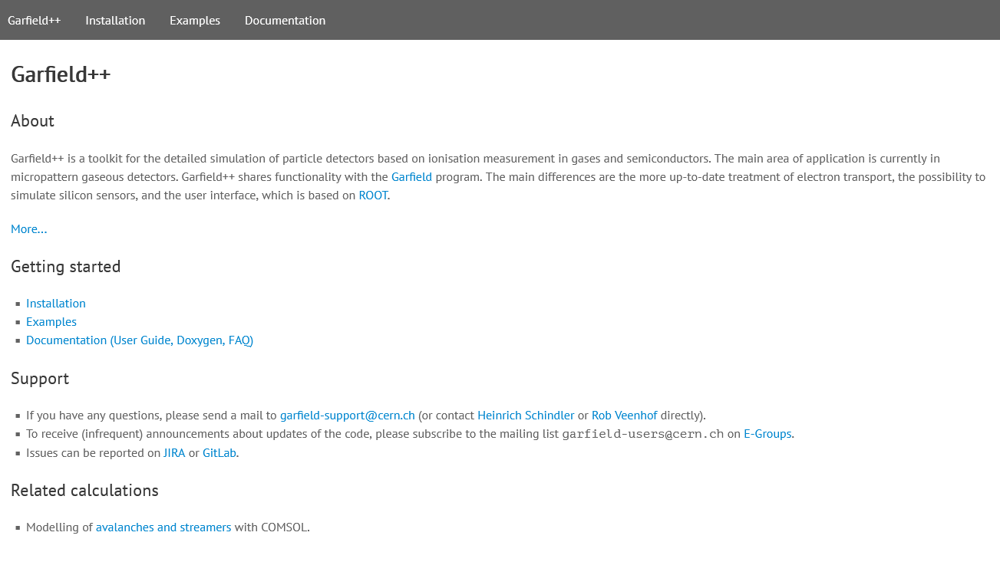 Garfield++ Installation Examples Documentation
Garfield++
About
Garfield++ is a toolkit for the detailed simulation of particle detectors based on ionisation measurement in gases and semiconductors. The main area of application is currently in
micropattern gaseous detectors. Garfield++ shares functionality with the Garfield program. The main differences are the more up-to-date treatment of electron transport, the possibility to
simulate silicon sensors, and the user interface, which is based on ROOT.
More...
Getting started
▪ Installation
▪ Examples
▪ Documentation (User Guide, Doxygen, FAQ)
Support
▪ If you have any questions, please send a mail to garfield-support@cern.ch (or contact Heinrich Schindler or Rob Veenhof directly).
▪ To receive (infrequent) announcements about updates of the code, please subscribe to the mailing list garfield-users@cern.ch on E-Groups.
▪ Issues can be reported on JIRA or GitLab.
Related calculations
▪ Modelling of avalanches and streamers with COMSOL.